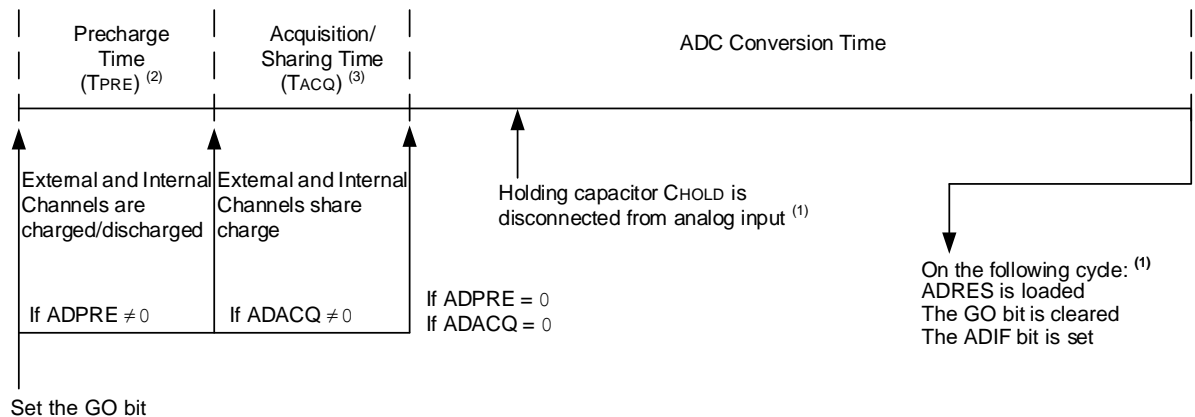 Precharge
Time
(TPRE) (2)
Acquisition/
Sharing Time
(TACQ) (3)
ADC Conversion Time
External and Internal
Channels are
charged/discharged
External and Internal
Channels share
charge
Holding capacitor CHOLD is
disconnected from analog input (1)
If ADPRE ≠ 0
If ADACQ ≠ 0
If ADPRE = 0
If ADACQ = 0
On the following cycle: (1)
ADRES is loaded
The GO bit is cleared
The ADIF bit is set
Set the GO bit